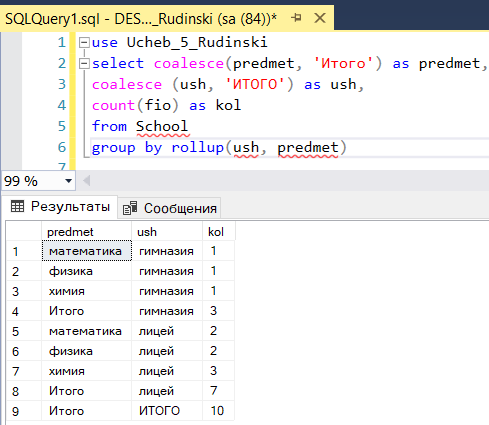 SQLQuery1.sql - DES..._Rudinski (sa (84))*
1 use Ucheb_5_Rudinski
2 select coalesce(predmet, 'Итого') as predmet,
3 coalesce (ush, 'ИТОГО') as ush,
4 count(fio) as kol
5 from School
6 group by rollup(ush, predmet)
7
99 %
Результаты Сообщения
predmet ush kol
1 математика гимназия 1
2 физика гимназия 1
3 химия гимназия 1
4 Итого гимназия 3
5 математика лицей 2
6 физика лицей 2
7 химия лицей 3
8 Итого лицей 7
9 Итого ИТОГО 10